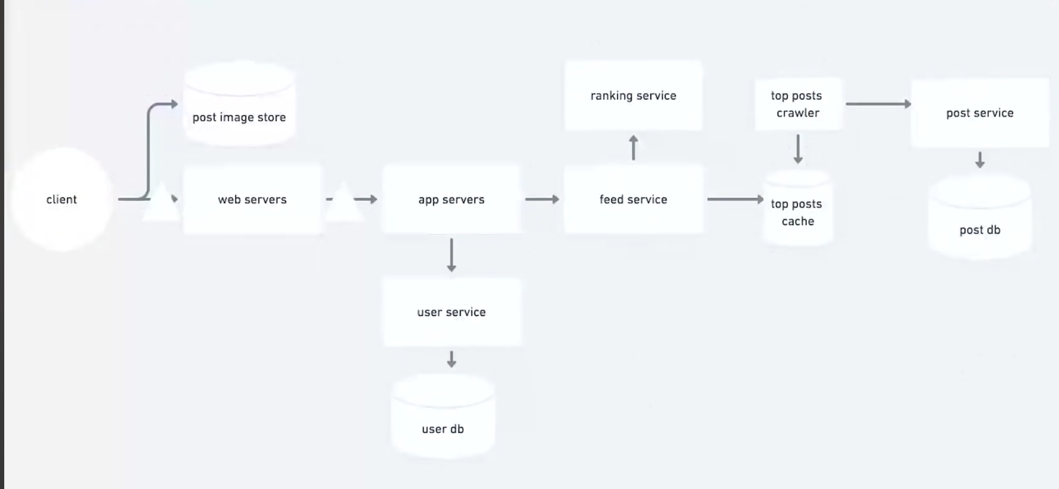 post image store
client
web servers
app servers
user service
user db
ranking service
feed service
top posts
crawler
top posts
cache
post service
post db